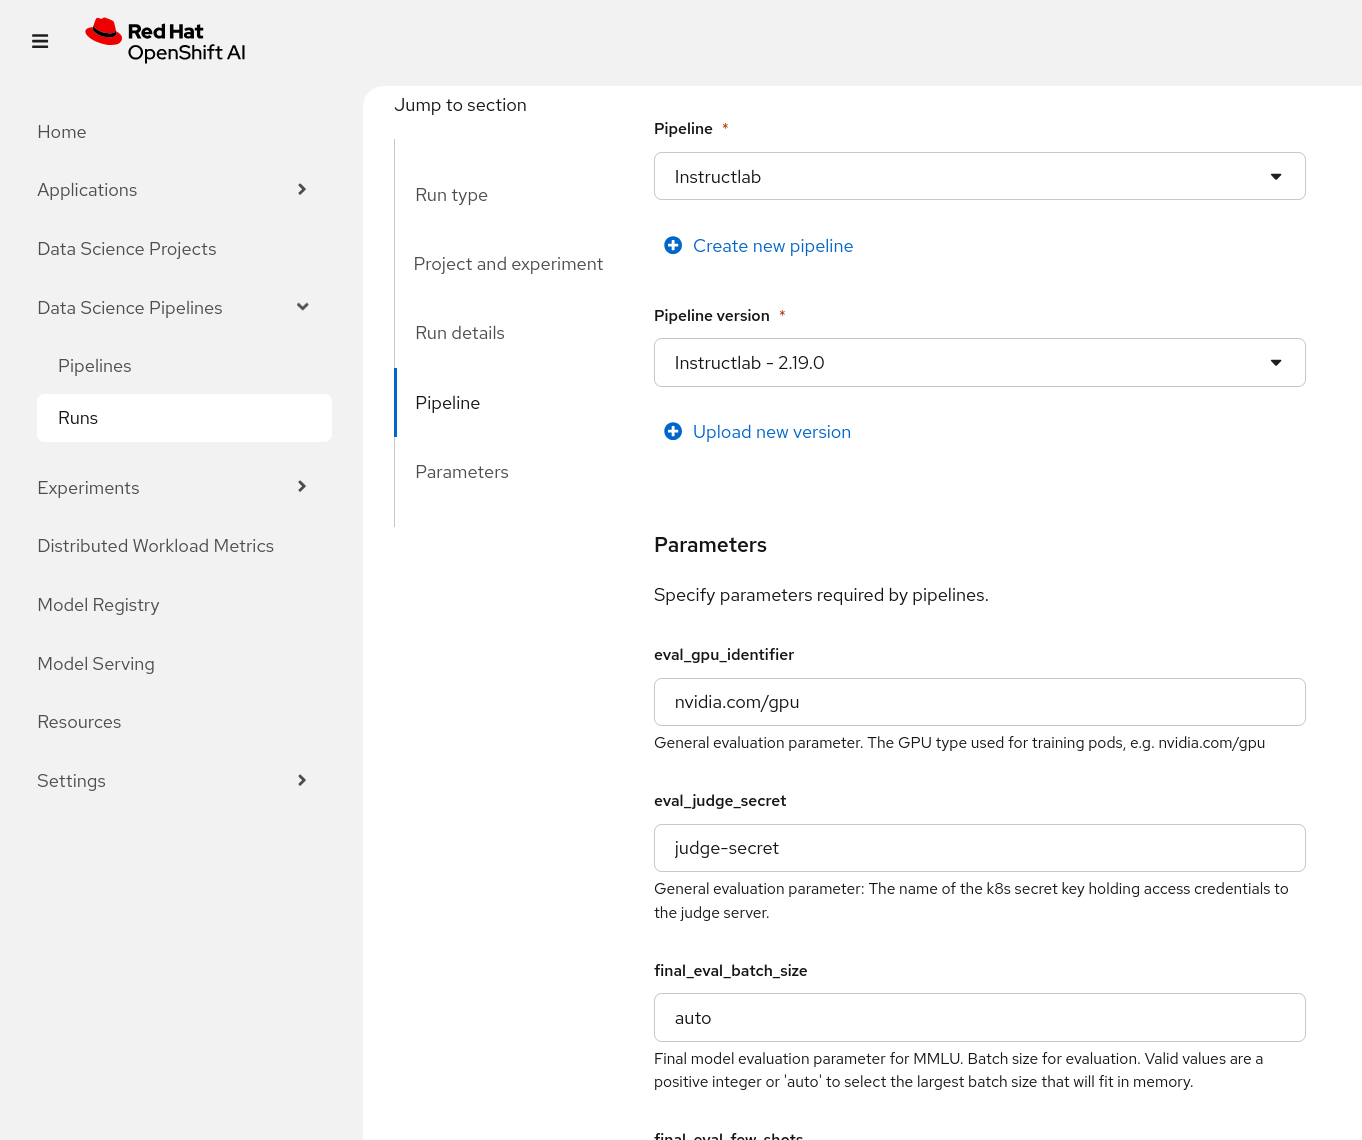 Red Hat
OpenShift AI
Home
Applications
Data Science Projects
Data Science Pipelines
Pipelines
Runs
Experiments
Distributed Workload Metrics
Model Registry
Model Serving
Resources
Settings
Jump to section
Run type
Project and experiment
Run details
Pipeline
Parameters
Pipeline *
Instructlab
Create new pipeline
Pipeline version *
Instructlab - 2.19.0
Upload new version
Parameters
Specify parameters required by pipelines.
eval_gpu_identifier
nvidia.com/gpu
General evaluation parameter. The GPU type used for training pods, e.g. nvidia.com/gpu
eval_judge_secret
judge-secret
General evaluation parameter: The name of the k8s secret key holding access credentials to
the judge server.
final_eval_batch_size
auto
Final model evaluation parameter for MMLU. Batch size for evaluation. Valid values are a
positive integer or 'auto' to select the largest batch size that will fit in memory.
final_eval_few_shots